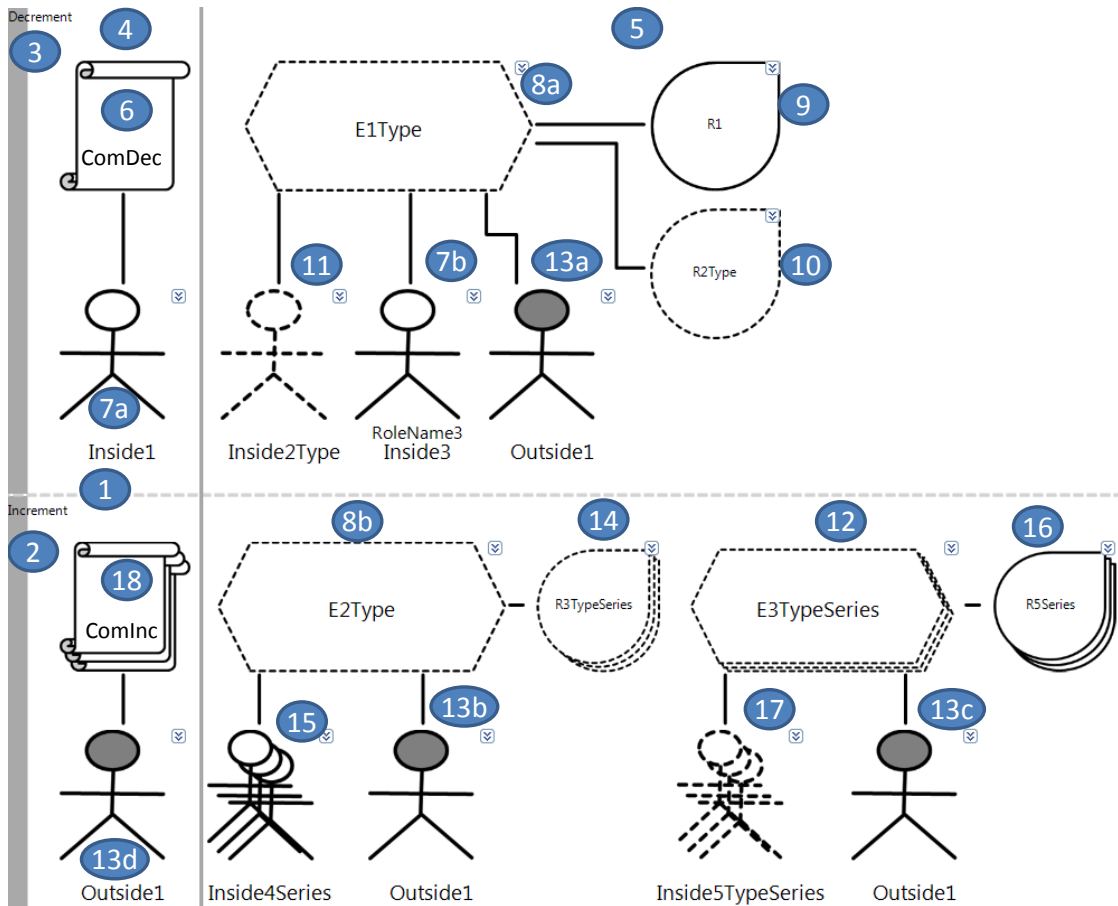 Decrement
4
5
3
8a
6
9
E1Type
R1
ComDec
11
7b
13a
10
R2Type
7a
RoleName3
Inside1
Inside2Type
Inside3
Outside1
1
Increment
8b
14
12
16
2
18
E2Type
R3TypeSeries
E3TypeSeries
R5Series
ComInc
15
13b
17
13c
13d
Outside1
Inside4Series
Outside1
Inside5TypeSeries
Outside1